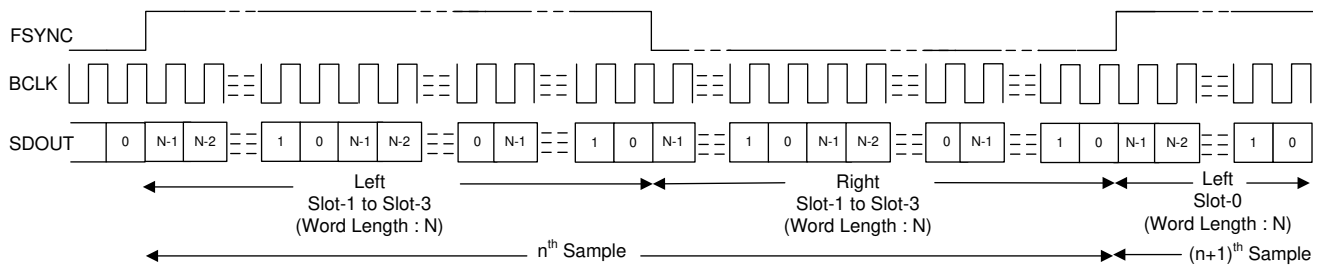 FSYNC
BCLK
SDOUT 0 N-1 N-2 1 0 N-1 N-2 0 N-1 1 0 N-1 1 0 N-1 N-2 0 N-1 1 0 N-1 N-2 1 0
Left Right Left
Slot-1 to Slot-3 Slot-1 to Slot-3 Slot-0
(Word Length : N) (Word Length : N) (Word Length : N)
nth Sample (n+1)th Sample